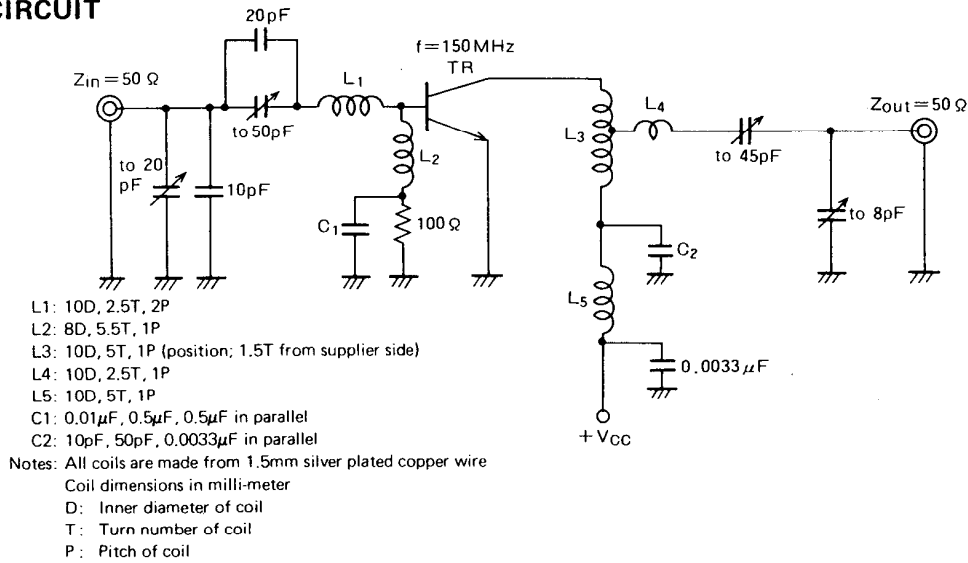 CIRCUIT
20pF
f=150MHz
TR
Zin=50 Ω
L1
to 50pF
L2
to 20
pF
10pF
C1
100Ω
L3
L4
to 45pF
Zout=50 Ω
to 8pF
C2
L5
0.0033μF
+VCC
L1: 10D, 2.5T, 2P
L2: 8D, 5.5T, 1P
L3: 10D, 5T, 1P (position; 1.5T from supplier side)
L4: 10D, 2.5T, 1P
L5: 10D, 5T, 1P
C1: 0.01μF, 0.5μF, 0.5μF in parallel
C2: 10pF, 50pF, 0.0033μF in parallel
Notes: All coils are made from 1.5mm silver plated copper wire
Coil dimensions in milli-meter
D: Inner diameter of coil
T: Turn number of coil
P: Pitch of coil